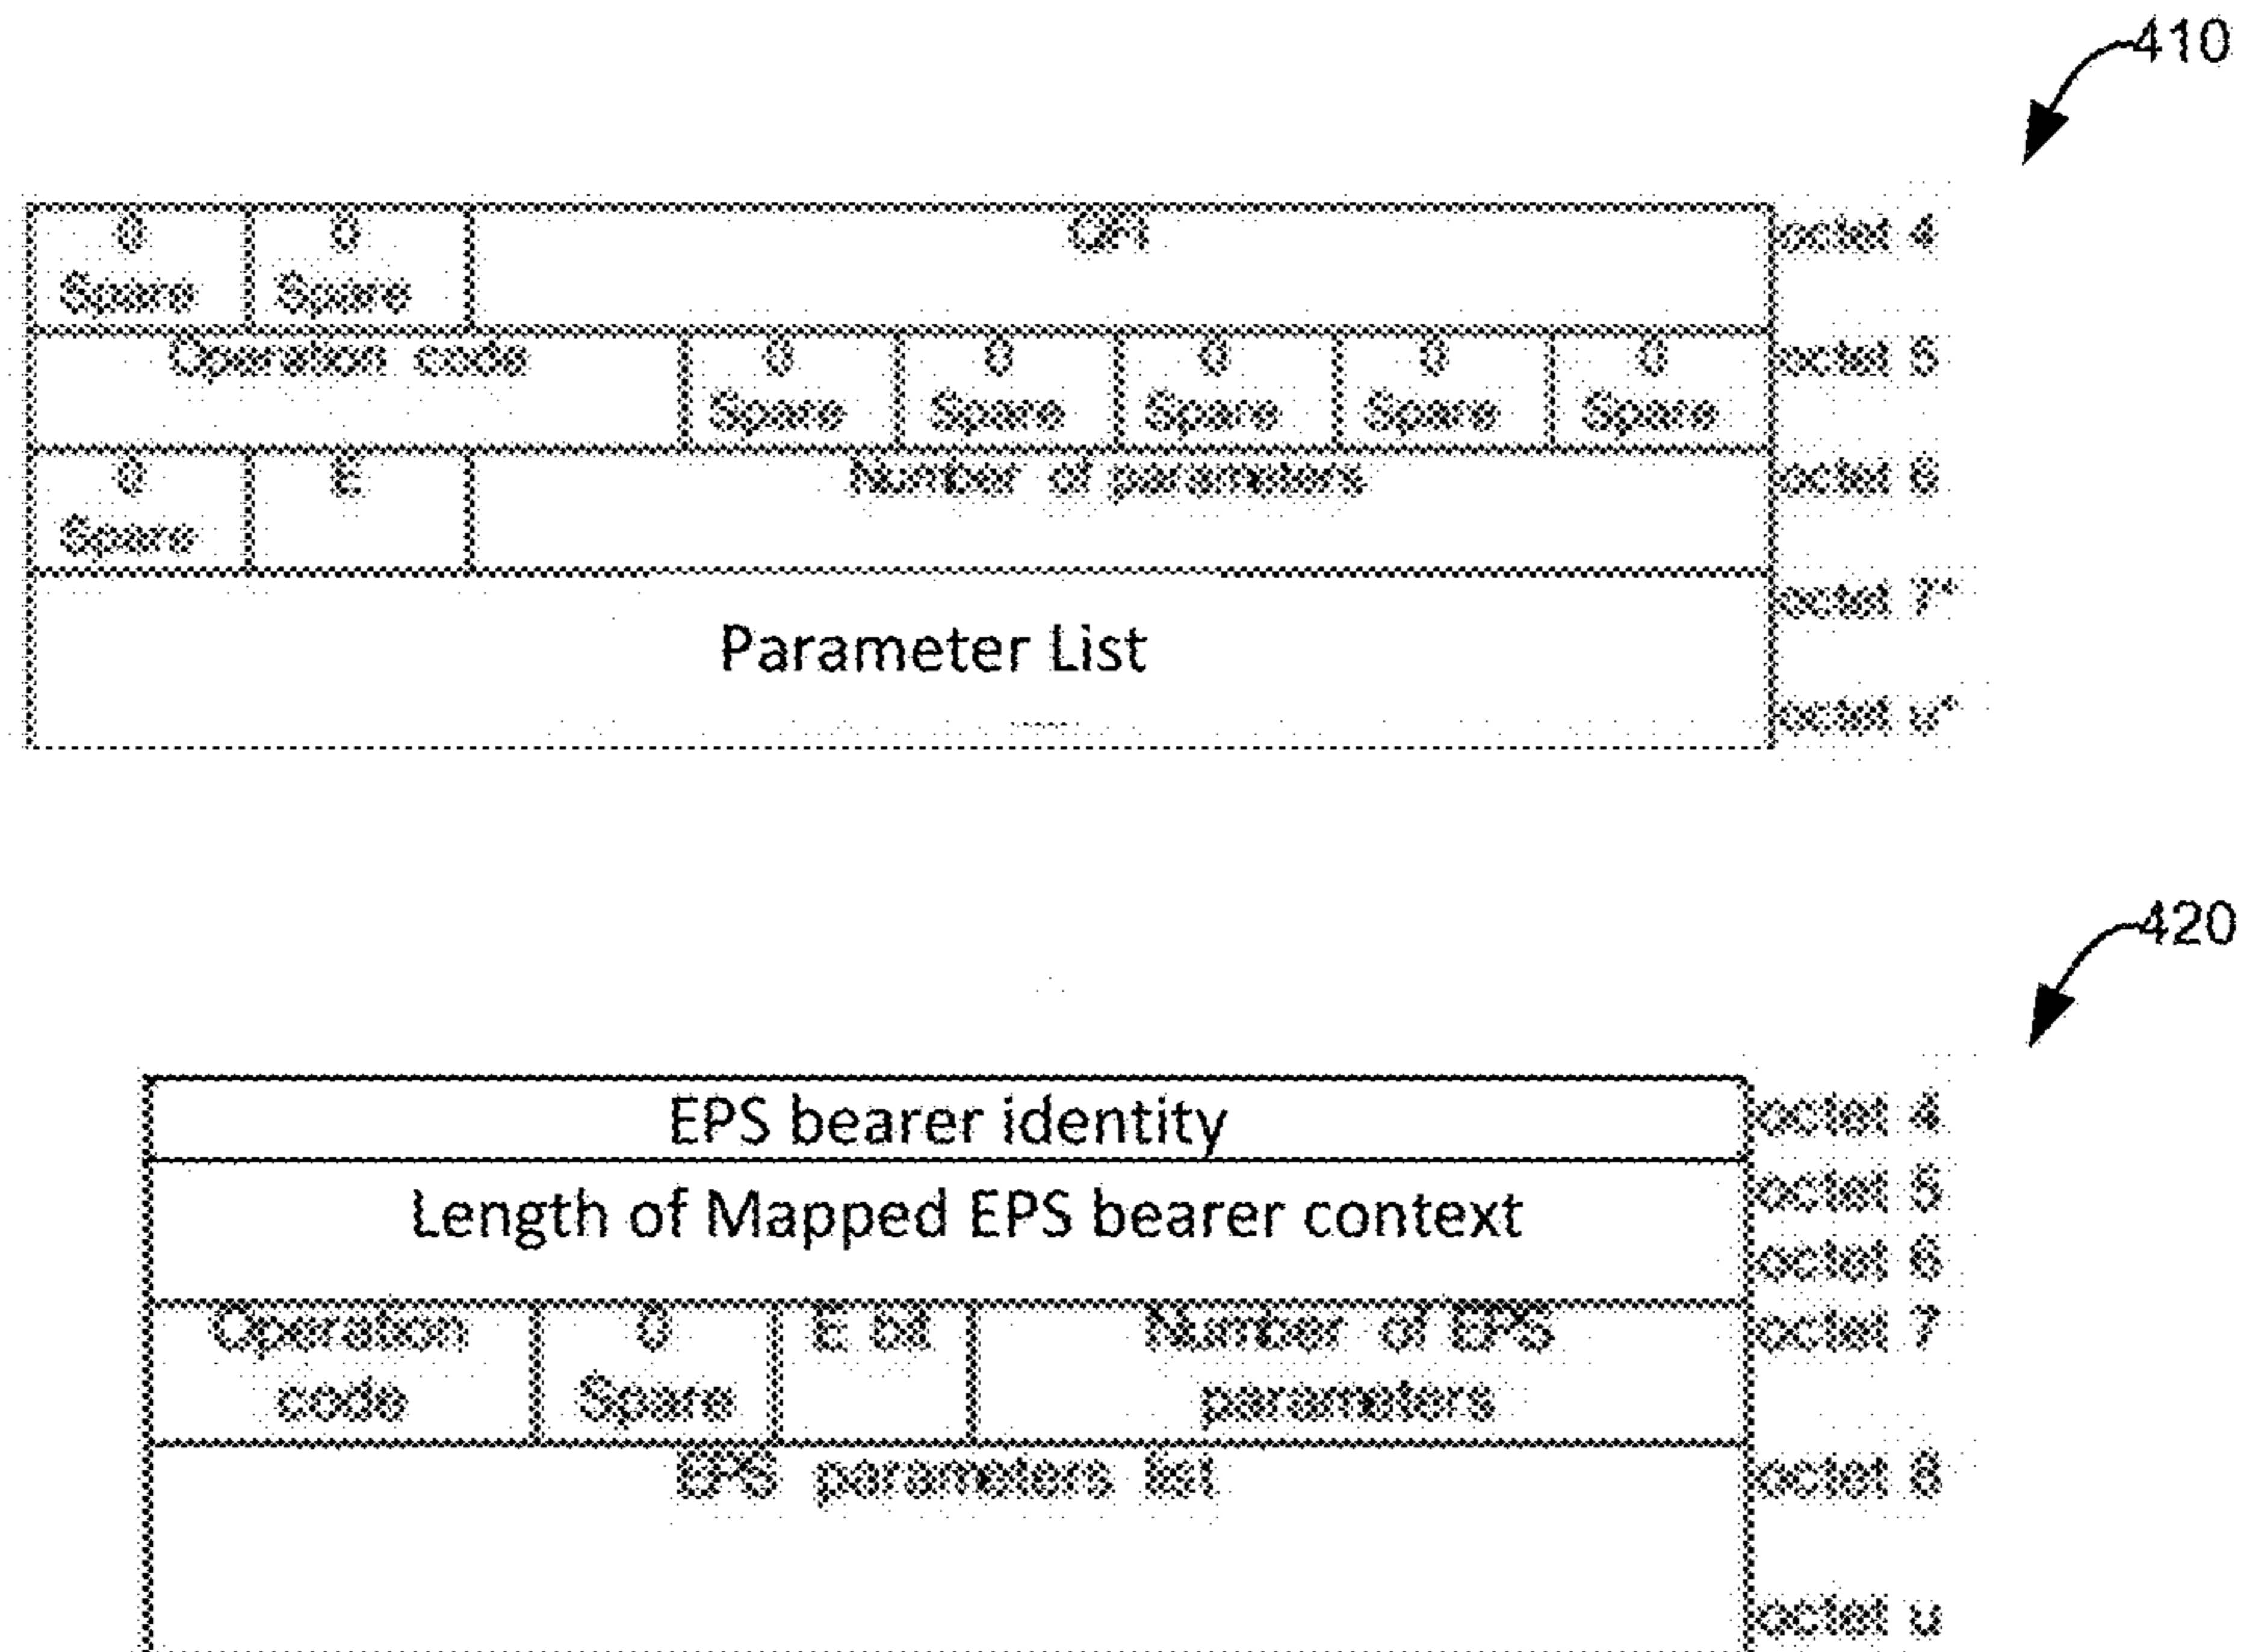 410
0 0 QFI octet 4
Spare Spare
Operation code 0 0 0 0 0 octet 5
Spare Spare Spare Spare Spare
0 E Number of parameters octet 6
Spare
octet 7*
Parameter List
octet u*
420
EPS bearer identity octet 4
octet 5
Length of Mapped EPS bearer context
octet 6
Operation 0 E bit Number of EPS octet 7
code Spare parameters
EPS parameters list octet 8
octet u